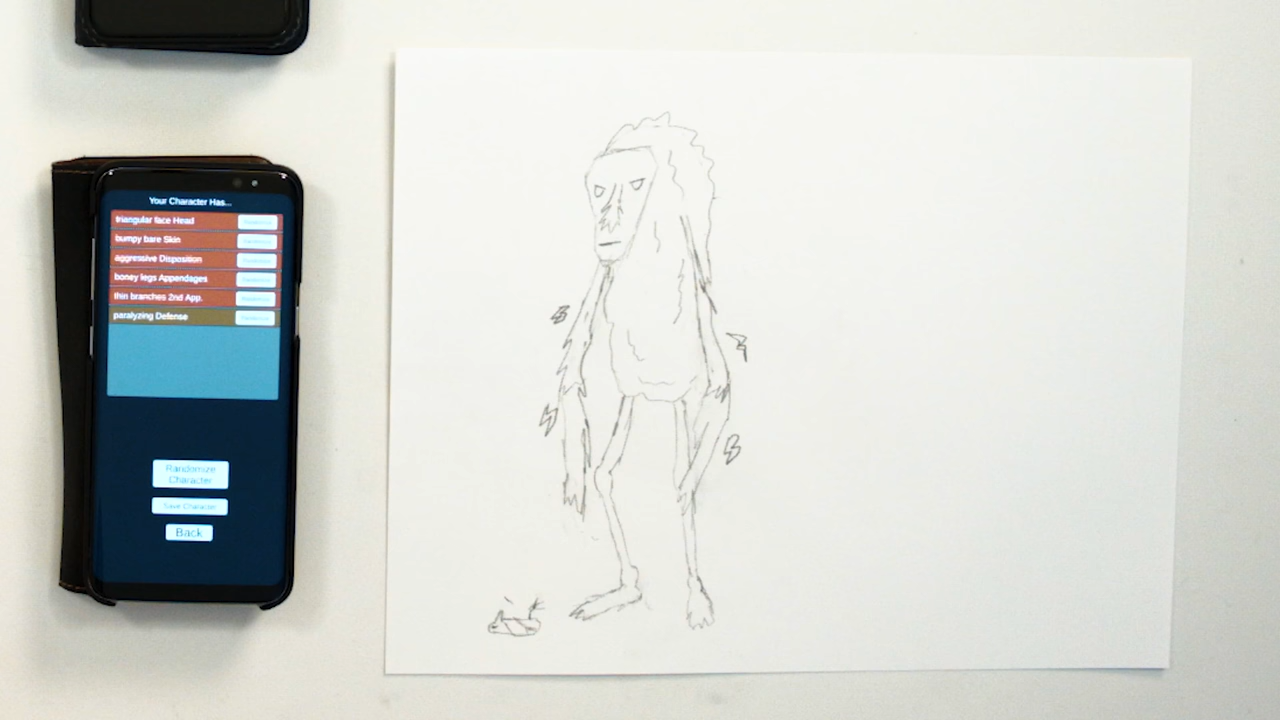 Your Character Has...
triangular face Head
bumpy bare Skin
aggressive Disposition
boney legs Appendages
thin branches 2nd App.
paralyzing Defense
Randomize
Character
Save Character
Back